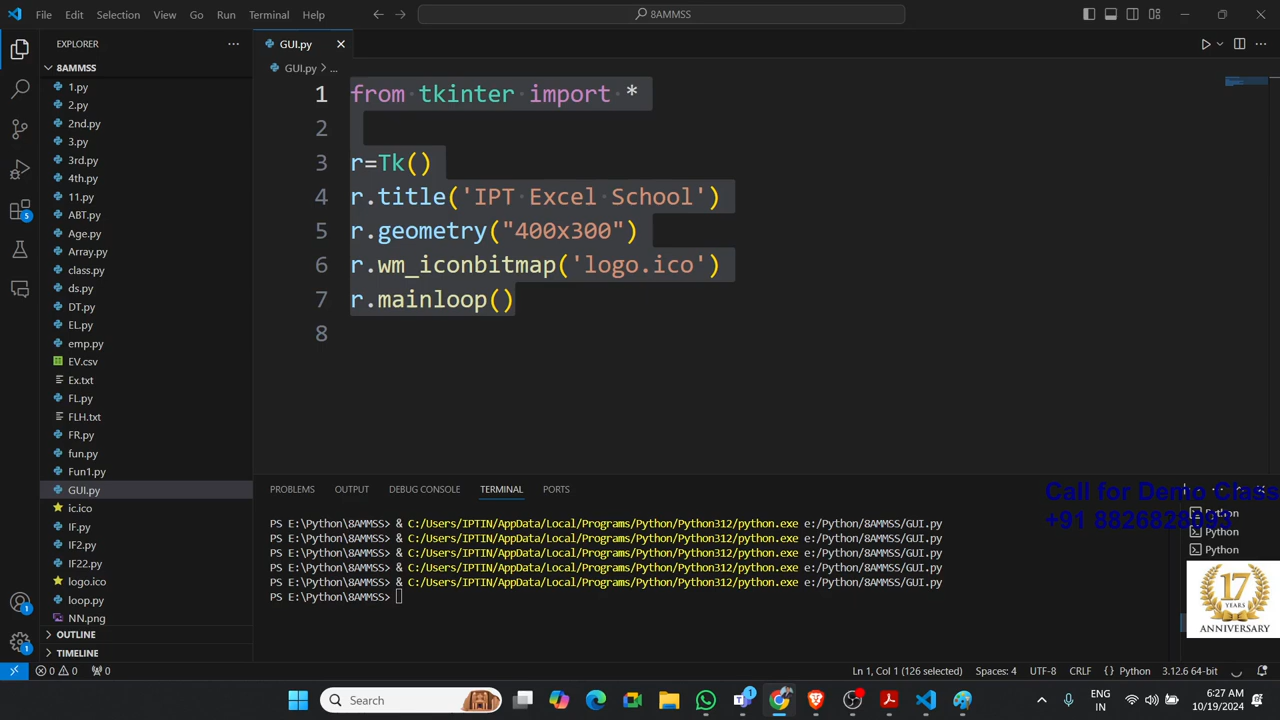 File Edit Selection View Go Run Terminal Help
8AMMSS
EXPLORER
GUI.py
8AMMSS
GUI.py > ...
1.py
2.py
2nd.py
3.py
3rd.py
4th.py
11.py
ABT.py
Age.py
Array.py
class.py
ds.py
DT.py
EL.py
emp.py
EV.csv
Ex.txt
FL.py
FLH.txt
FR.py
fun.py
Fun1.py
GUI.py
ic.ico
IF.py
IF2.py
IF22.py
logo.ico
loop.py
NN.png
OUTLINE
TIMELINE
5
1
1
1 from tkinter import *
2
3 r=Tk()
4 r.title('IPT Excel School')
5 r.geometry("400x300")
6 r.wm_iconbitmap('logo.ico')
7 r.mainloop()
8
PROBLEMS OUTPUT DEBUG CONSOLE TERMINAL PORTS
PS E:\Python\8AMMSS> & C:/Users/IPTIN/AppData/Local/Programs/Python/Python312/python.exe e:/Python/8AMMSS/GUI.py
PS E:\Python\8AMMSS> & C:/Users/IPTIN/AppData/Local/Programs/Python/Python312/python.exe e:/Python/8AMMSS/GUI.py
PS E:\Python\8AMMSS> & C:/Users/IPTIN/AppData/Local/Programs/Python/Python312/python.exe e:/Python/8AMMSS/GUI.py
PS E:\Python\8AMMSS> & C:/Users/IPTIN/AppData/Local/Programs/Python/Python312/python.exe e:/Python/8AMMSS/GUI.py
PS E:\Python\8AMMSS> & C:/Users/IPTIN/AppData/Local/Programs/Python/Python312/python.exe e:/Python/8AMMSS/GUI.py
PS E:\Python\8AMMSS>
Call for Demo Class
+91 8826828093
Python
Python
Python
17
YEARS
ANNIVERSARY
0 0 0 Ln 1, Col 1 (126 selected) Spaces: 4 UTF-8 CRLF { } Python 3.12.6 64-bit
Search
1
ENG
IN
6:27 AM
10/19/2024